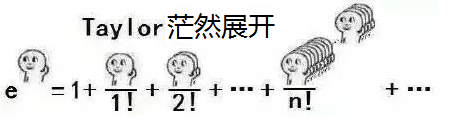 Taylor茫然展开
e = 1 + 1! + 2! + ··· + n! + ···